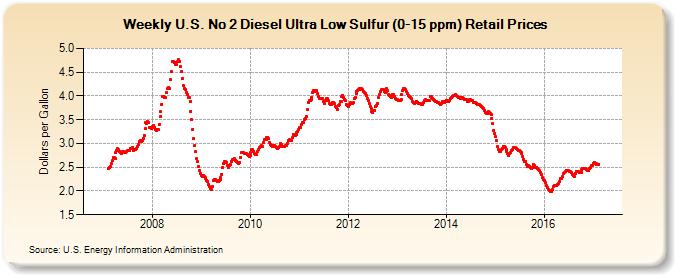 Weekly U.S. No 2 Diesel Ultra Low Sulfur (0-15 ppm) Retail Prices
Dollars per Gallon
5.0
4.5
4.0
3.5
3.0
2.5
2.0
1.5
2008 2010 2012 2014 2016
Source: U.S. Energy Information Administration